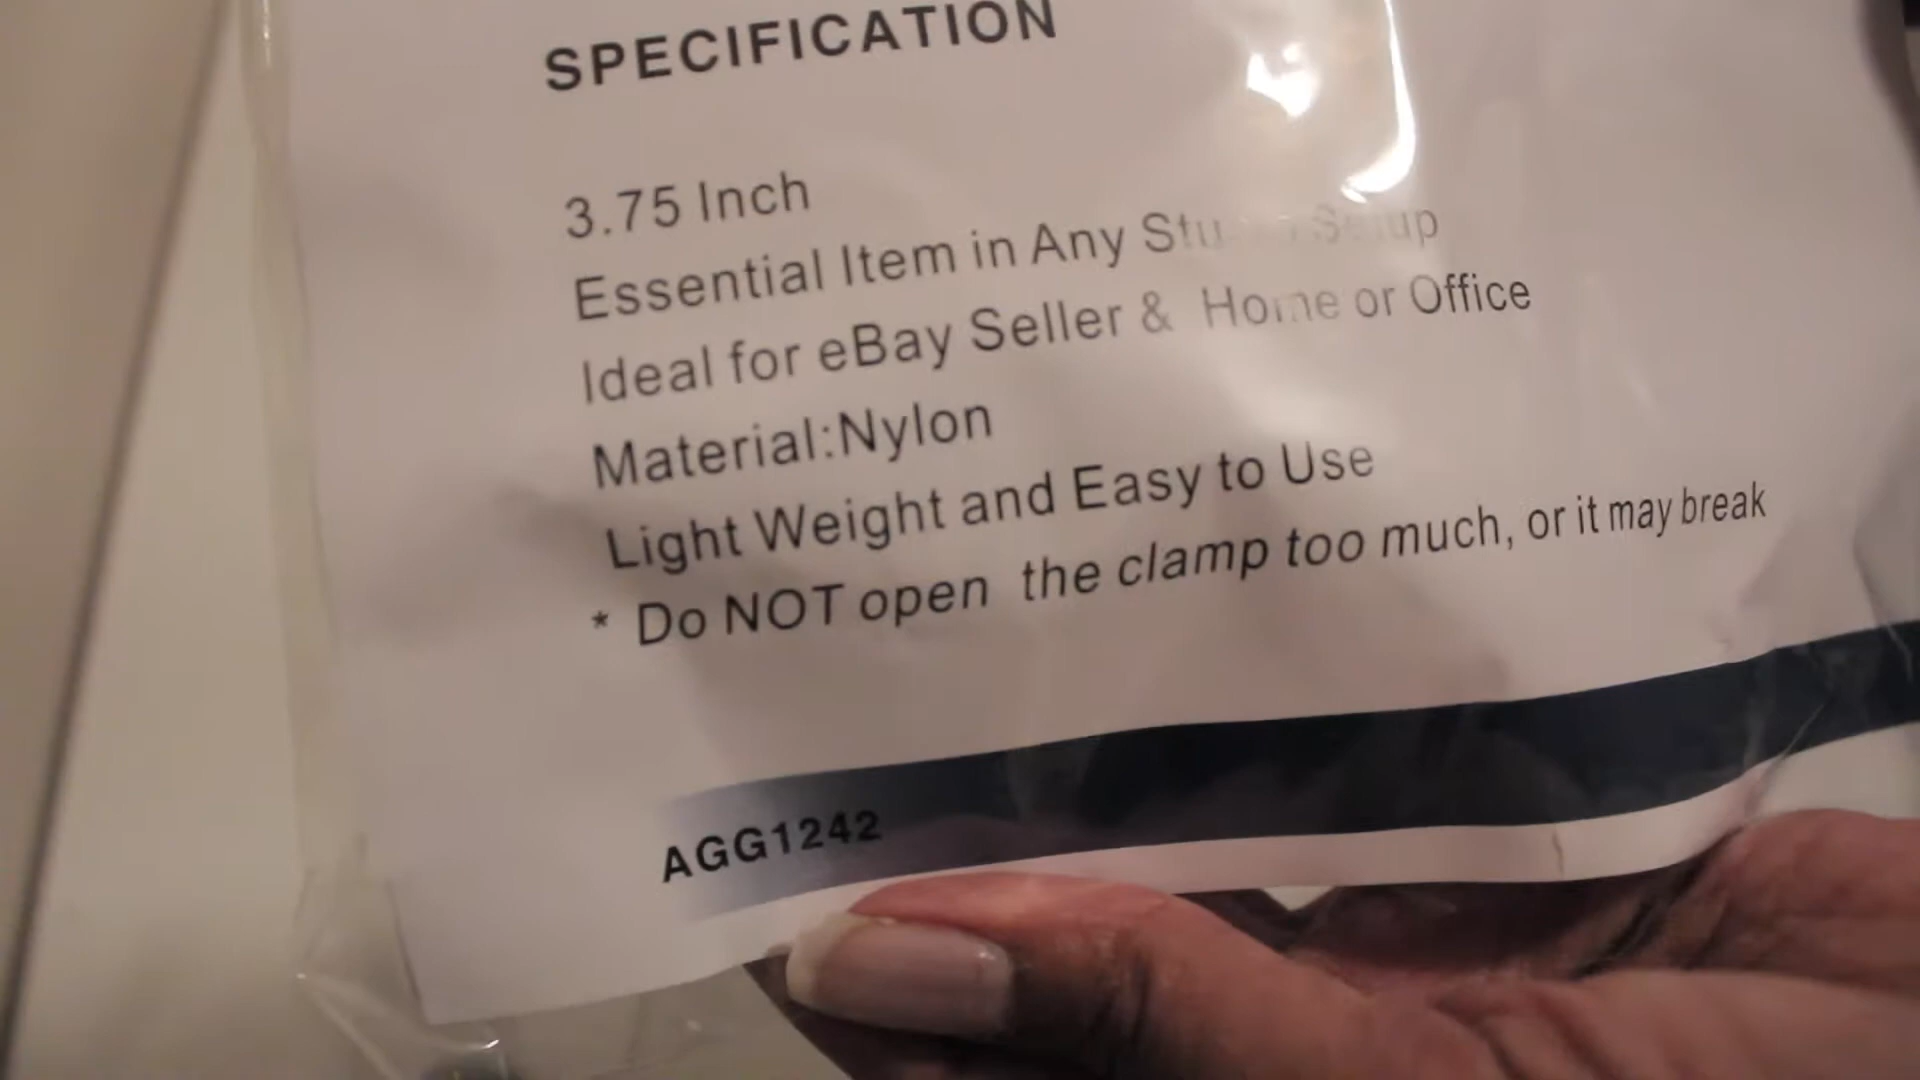 SPECIFICATION
3.75 Inch
Essential Item in Any Setup
Ideal for eBay Seller & Home or Office
Material:Nylon
Light Weight and Easy to Use
* Do NOT open the clamp too much, or it may break
AGG1242